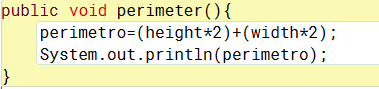 public void perimeter(){
perimetro=(height*2)+(width*2);
System.out.println(perimetro);
}